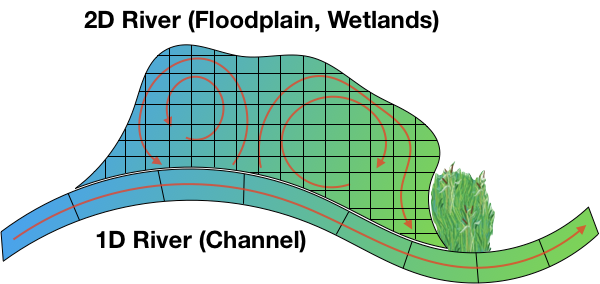 2D River (Floodplain, Wetlands)
1D River (Channel)